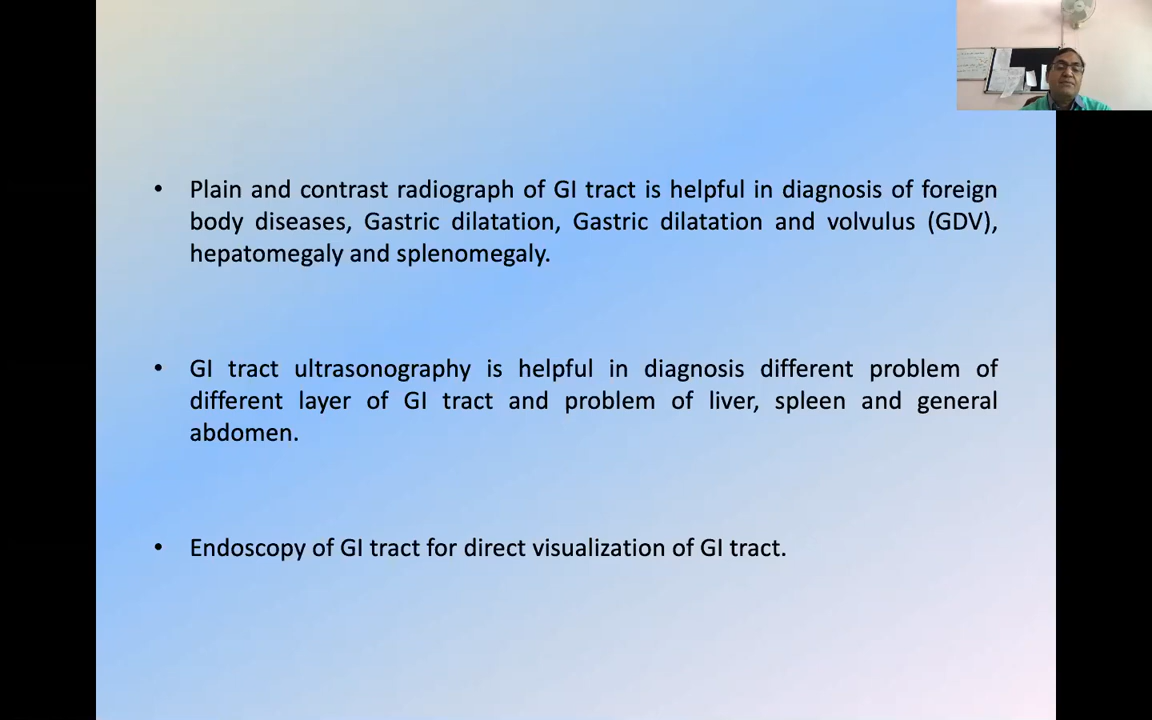 • Plain and contrast radiograph of GI tract is helpful in diagnosis of foreign
body diseases, Gastric dilatation, Gastric dilatation and volvulus (GDV),
hepatomegaly and splenomegaly.
• GI tract ultrasonography is helpful in diagnosis different problem of
different layer of GI tract and problem of liver, spleen and general
abdomen.
• Endoscopy of GI tract for direct visualization of GI tract.